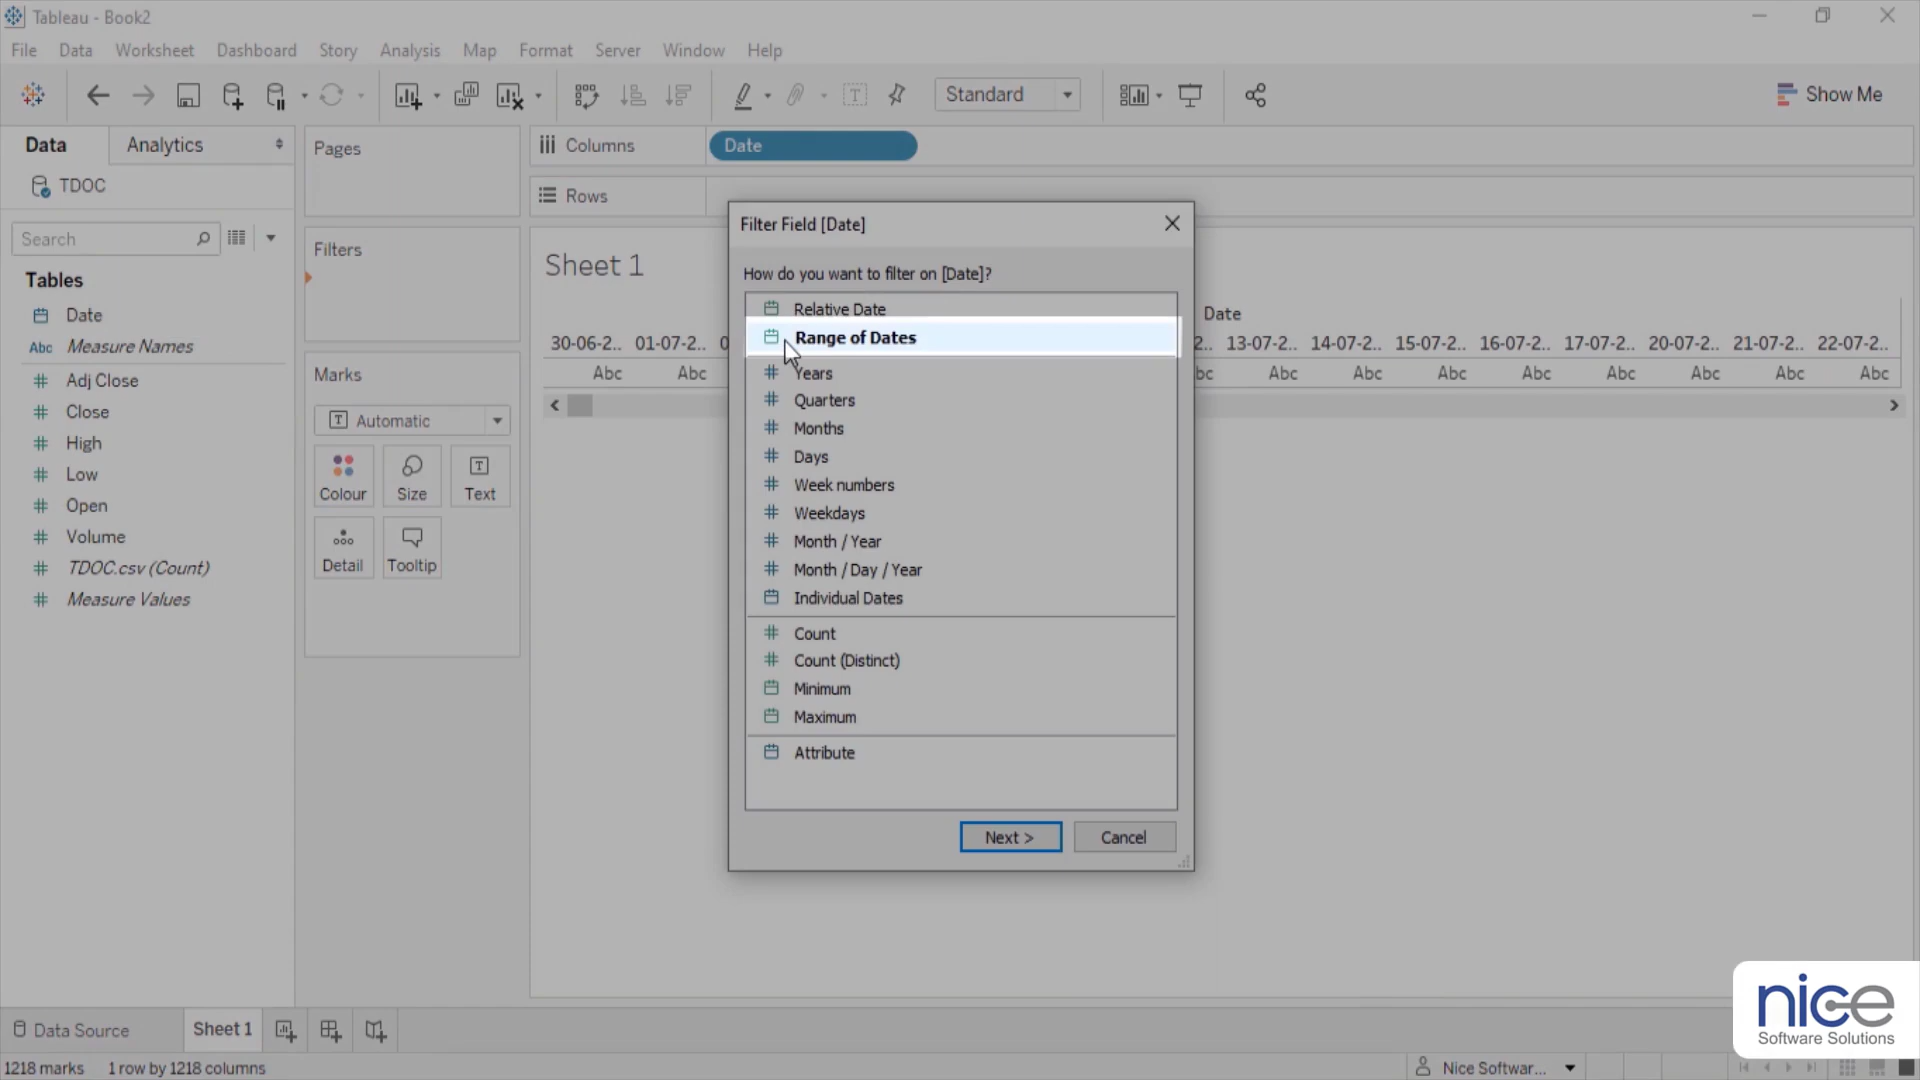 Tableau - Book2
File Data Worksheet Dashboard Story Analysis Map Format Server Window Help
Standard
Show Me
Data Analytics
TDOC
Search
Tables
Date
Abc Measure Names
Adj Close
Close
High
Low
Open
Volume
TDOC.csv (Count)
Measure Values
Pages
Filters
Marks
Automatic
Colour Size Text
Detail Tooltip
Columns Date
Rows
Sheet 1
Date
30-06-2.. 01-07-2.. 13-07-2.. 14-07-2.. 15-07-2.. 16-07-2.. 17-07-2.. 20-07-2.. 21-07-2.. 22-07-2..
Abc Abc Abc Abc Abc Abc Abc Abc Abc Abc
Filter Field [Date]
How do you want to filter on [Date]?
Relative Date
Range of Dates
Years
Quarters
Months
Days
Week numbers
Weekdays
Month / Year
Month / Day / Year
Individual Dates
Count
Count (Distinct)
Minimum
Maximum
Attribute
Next > Cancel
nice
Software Solutions
Data Source Sheet 1
1218 marks 1 row by 1218 columns
Nice Softwar...